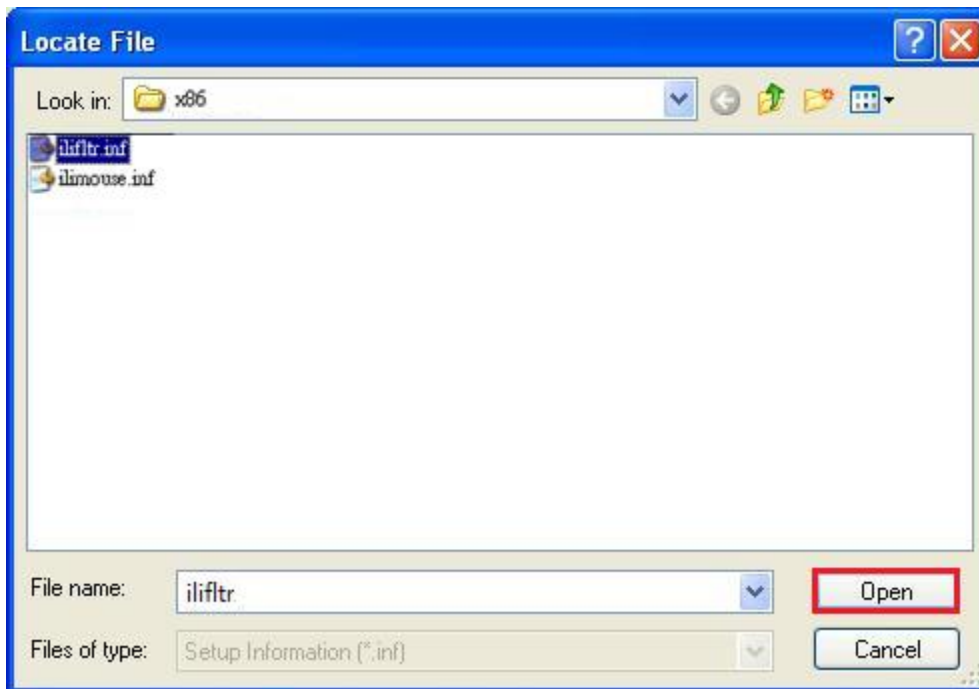 Locate File
Look in: x86
ilifltr.inf
ilimouse.inf
File name: ilifltr
Open
Files of type: Setup Information (*.inf)
Cancel